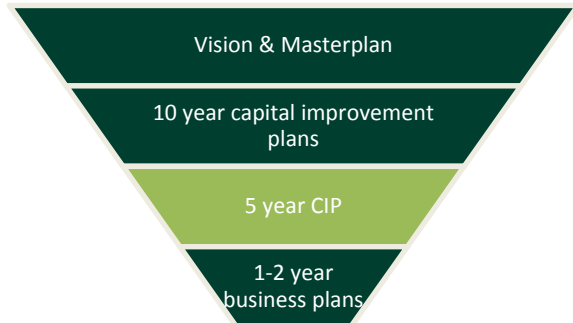 Vision & Masterplan
10 year capital improvement
plans
5 year CIP
1-2 year
business plans